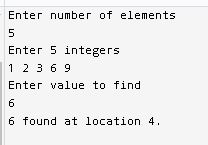 Enter number of elements
5
Enter 5 integers
1 2 3 6 9
Enter value to find
6
6 found at location 4.